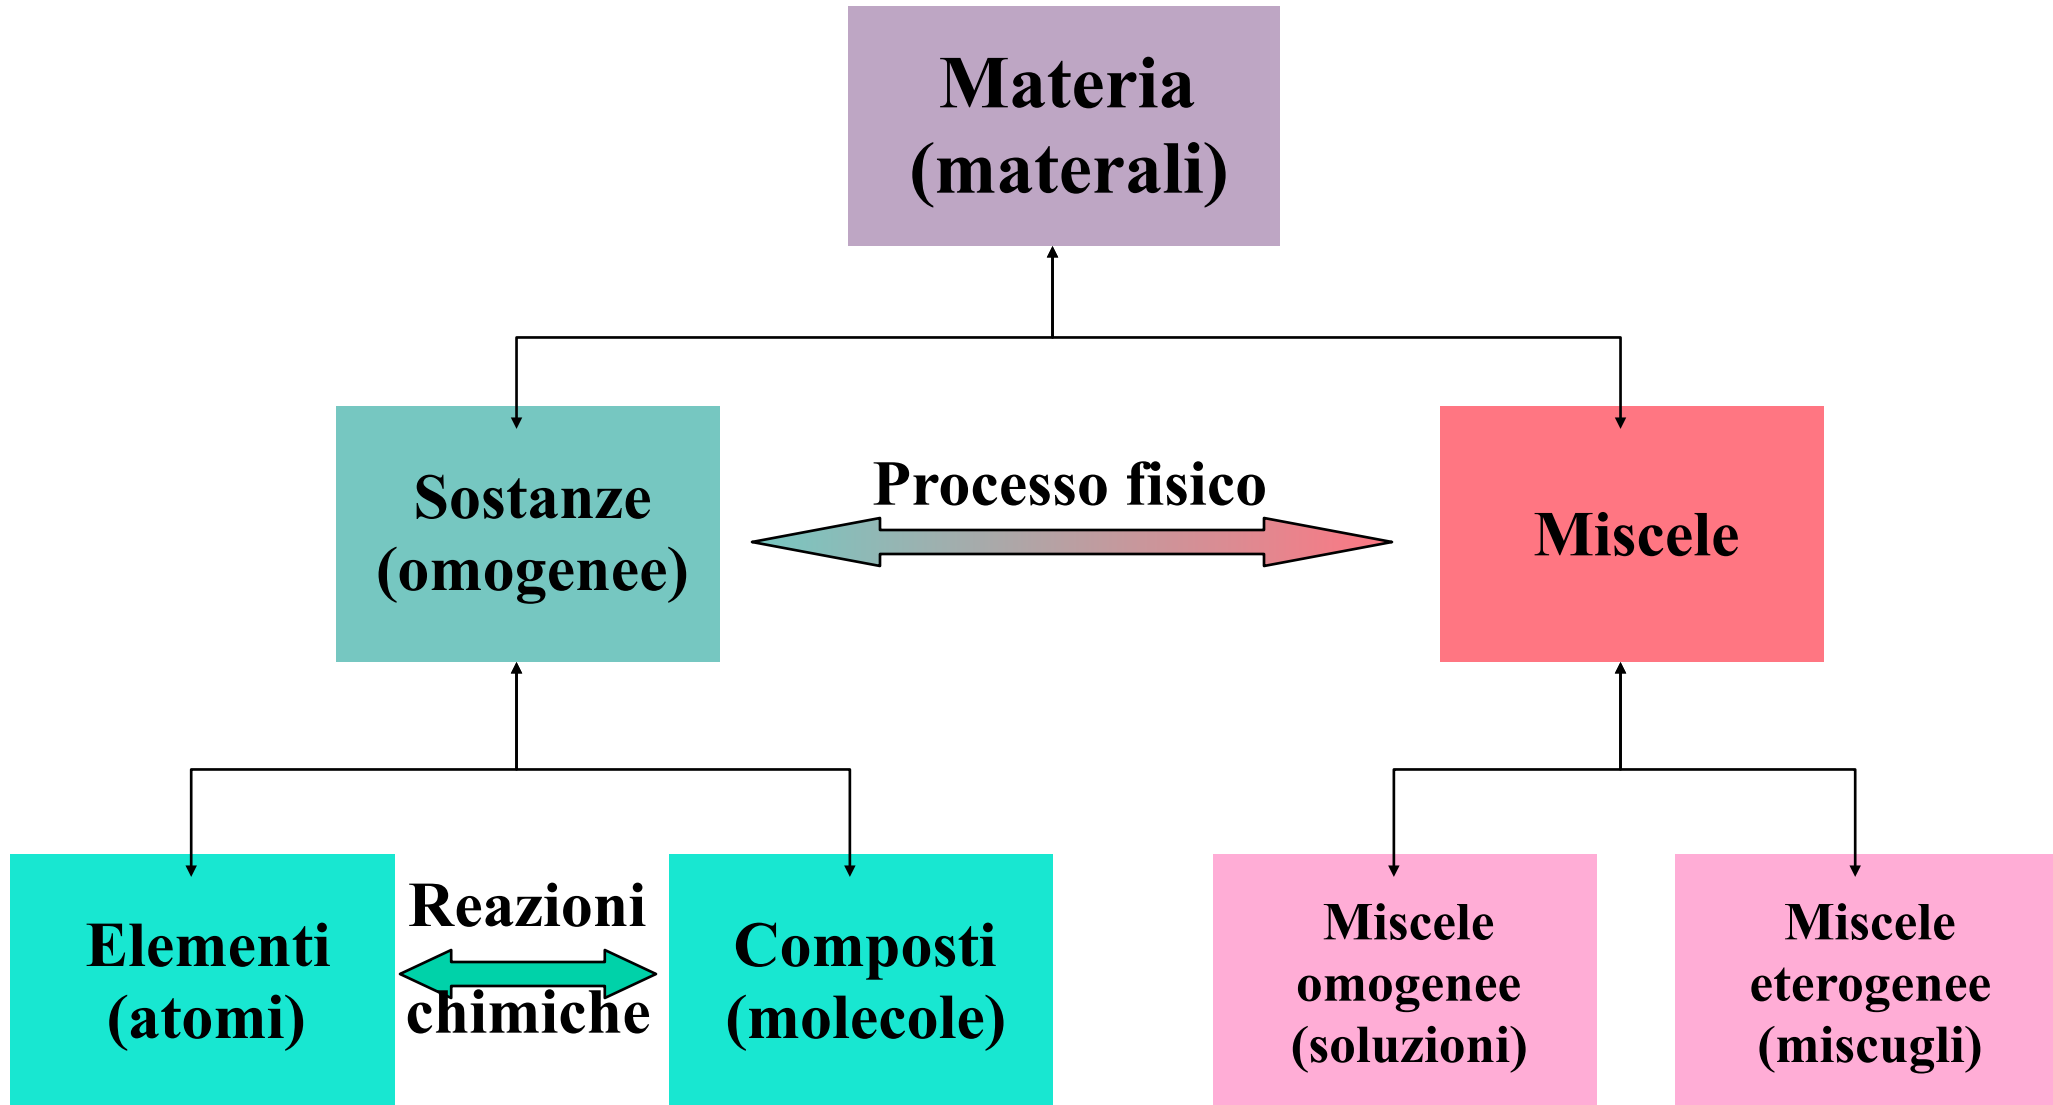 Materia
(materali)
Sostanze
(omogenee)
Processo fisico
Miscele
Elementi
(atomi)
Reazioni
chimiche
Composti
(molecole)
Miscele
omogenee
(soluzioni)
Miscele
eterogenee
(miscugli)